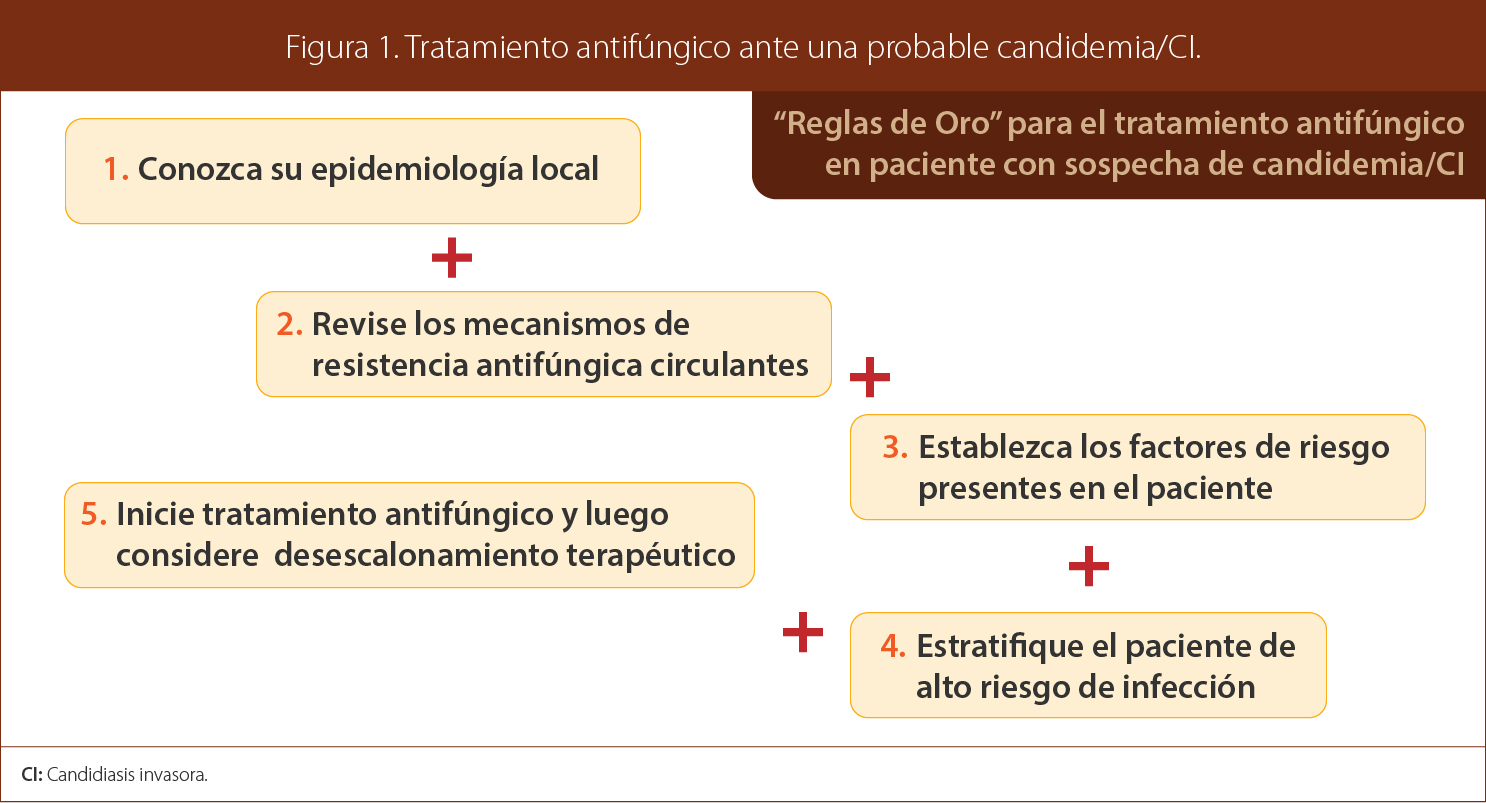 Figura 1. Tratamiento antifúngico ante una probable candidemia/CI.
“Reglas de Oro” para el tratamiento antifúngico
en paciente con sospecha de candidemia/CI
1. Conozca su epidemiología local
+
2. Revise los mecanismos de
resistencia antifúngica circulantes
+
3. Establezca los factores de riesgo
presentes en el paciente
+
4. Estratifique el paciente de
alto riesgo de infección
+
5. Inicie tratamiento antifúngico y luego
considere desescalonamiento terapéutico
CI: Candidiasis invasora.